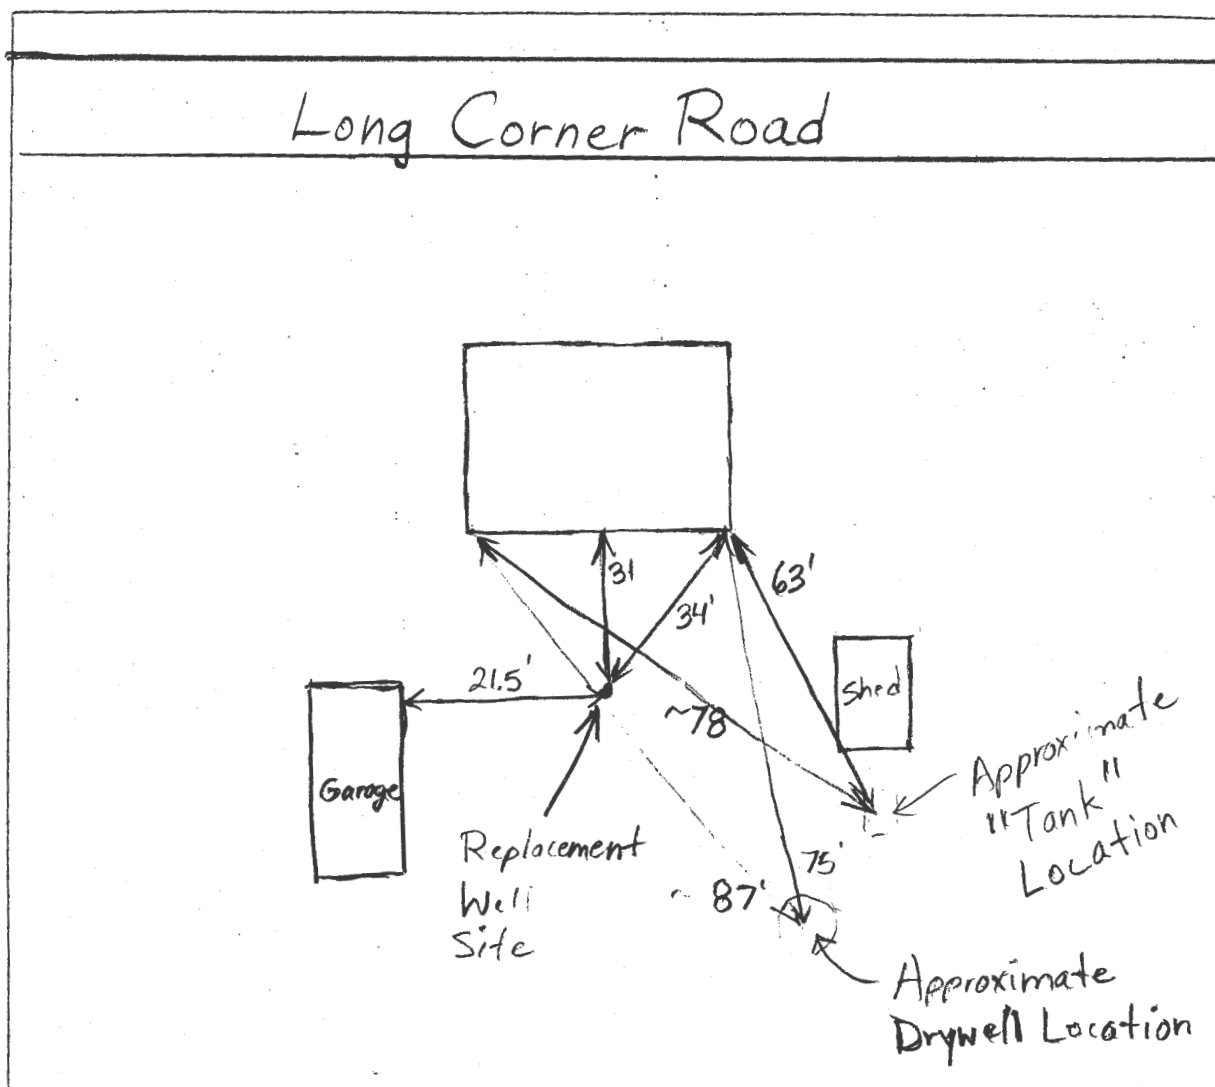 Long Corner Road
31
34'
63'
21.5'
Shed
~78
Garage
Approximate
"Tank"
Location
Replacement
Well
Site
75'
~ 87'
Approximate
Drywell Location